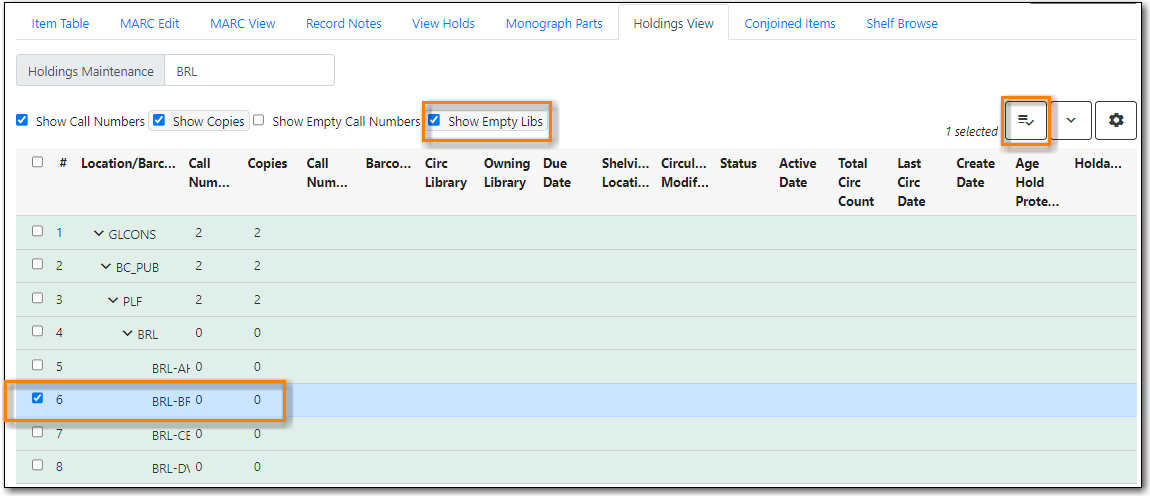 Item Table MARC Edit MARC View Record Notes View Holds Monograph Parts Holdings View Conjoined Items Shelf Browse
Holdings Maintenance BRL
Show Call Numbers Show Copies Show Empty Call Numbers Show Empty Libs
1 selected
# Location/Barc... Call Num... Copies Call Num... Barco... Circ Library Owning Library Due Date Shelvi... Locati... Circul... Modif... Status Active Date Total Circ Count Last Circ Date Create Date Age Hold Prote... Holda...
1 GLCONS 2 2
2 BC_PUB 2 2
3 PLF 2 2
4 BRL 0 0
5 BRL-AH 0 0
6 BRL-BR 0 0
7 BRL-CE 0 0
8 BRL-DV 0 0